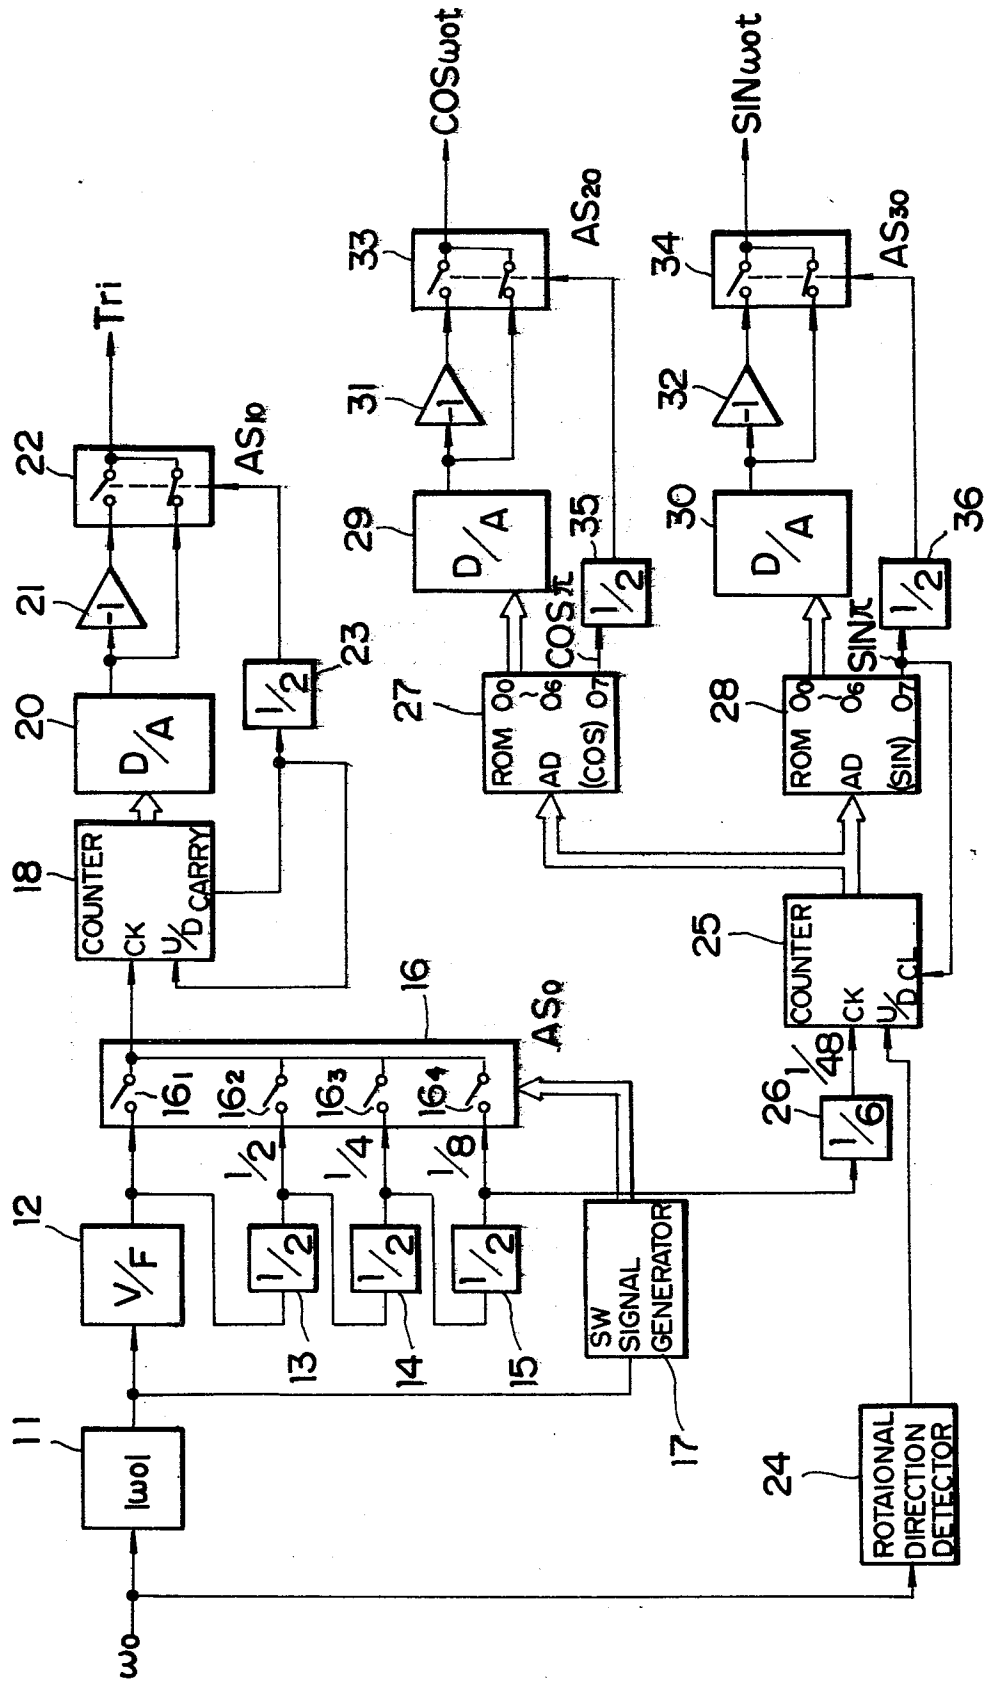 ω0
11
|ω0|
12
V/F
13
1/2
14
1/2
15
1/2
1/2
1/4
1/8
16
16₁
16₂
16₃
16₄
AS₀
17
SW
SIGNAL
GENERATOR
18
COUNTER
CK
U/D
CARRY
20
D/A
21
-1
22
Tri
23
1/2
AS₁₀
24
ROTAIONAL
DIRECTION
DETECTOR
26
1/6
1/48
25
COUNTER
CK
U/D
CL
27
ROM
AD
(COS)
O₀
~
O₆
O₇
COSπ
28
ROM
AD
(SIN)
O₀
~
O₆
O₇
SINπ
29
D/A
31
-1
33
COSω0t
35
1/2
AS₂₀
30
D/A
32
-1
34
SINω0t
36
1/2
AS₃₀